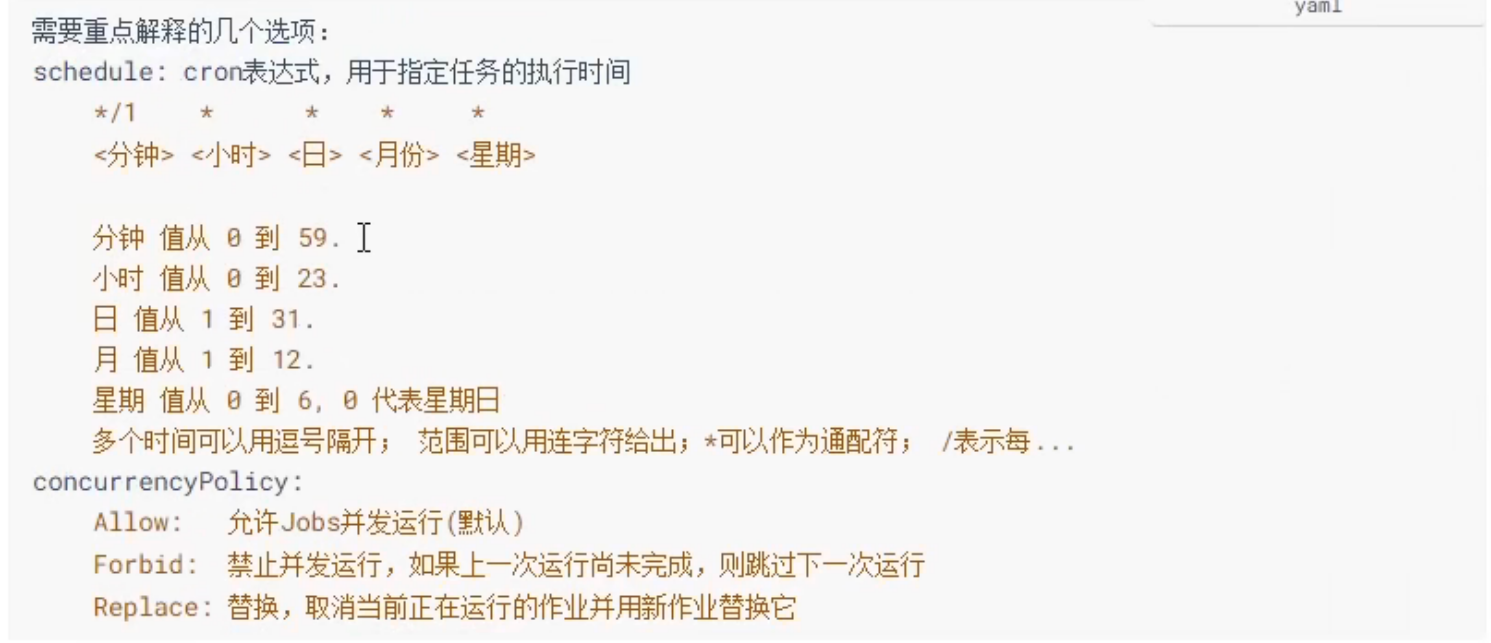 yaml
需要重点解释的几个选项：
schedule: cron表达式，用于指定任务的执行时间
*/1 * * * *
<分钟> <小时> <日> <月份> <星期>
分钟 值从 0 到 59.
小时 值从 0 到 23.
日 值从 1 到 31.
月 值从 1 到 12.
星期 值从 0 到 6, 0 代表星期日
多个时间可以用逗号隔开； 范围可以用连字符给出；*可以作为通配符； /表示每...
concurrencyPolicy:
Allow: 允许Jobs并发运行(默认)
Forbid: 禁止并发运行，如果上一次运行尚未完成，则跳过下一次运行
Replace: 替换，取消当前正在运行的作业并用新作业替换它